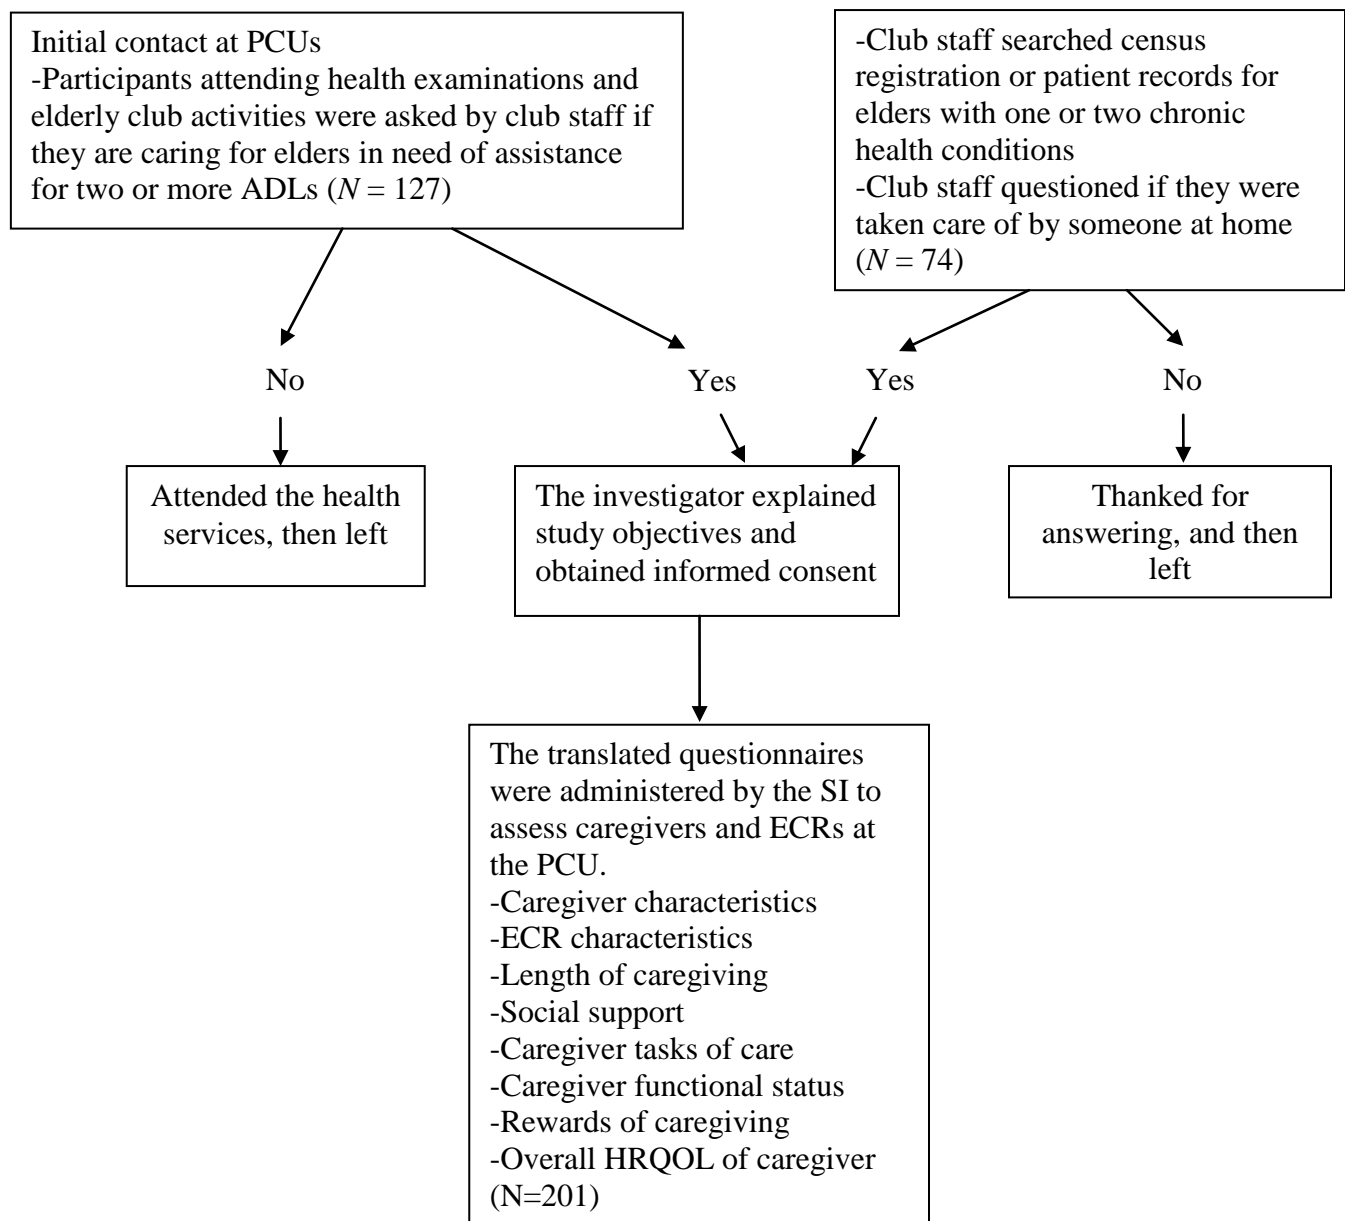 Initial contact at PCUs
-Participants attending health examinations and
elderly club activities were asked by club staff if
they are caring for elders in need of assistance
for two or more ADLs (N = 127)
-Club staff searched census
registration or patient records for
elders with one or two chronic
health conditions
-Club staff questioned if they were
taken care of by someone at home
(N = 74)
No
Yes
Yes
No
Attended the health
services, then left
The investigator explained
study objectives and
obtained informed consent
Thanked for
answering, and then
left
The translated questionnaires
were administered by the SI to
assess caregivers and ECRs at
the PCU.
-Caregiver characteristics
-ECR characteristics
-Length of caregiving
-Social support
-Caregiver tasks of care
-Caregiver functional status
-Rewards of caregiving
-Overall HRQOL of caregiver
(N=201)